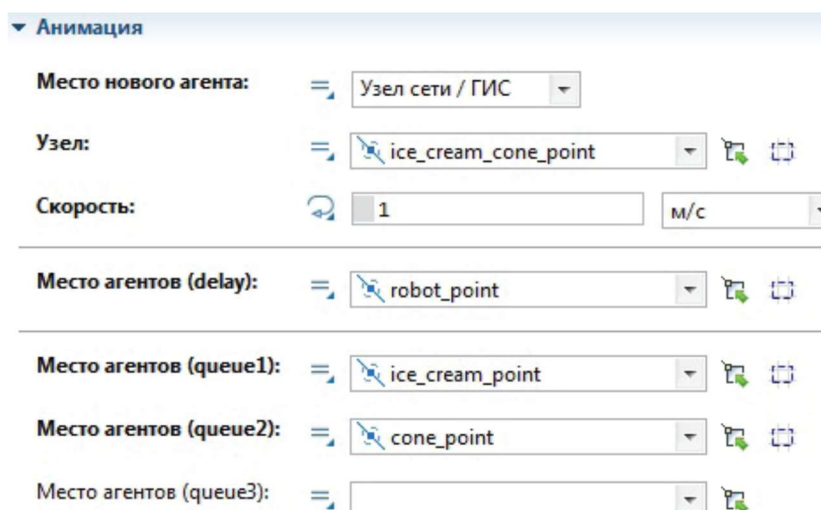 Анимация
Место нового агента: Узел сети / ГИС
Узел: ice_cream_cone_point
Скорость: 1 м/с
Место агентов (delay): robot_point
Место агентов (queue1): ice_cream_point
Место агентов (queue2): cone_point
Место агентов (queue3):